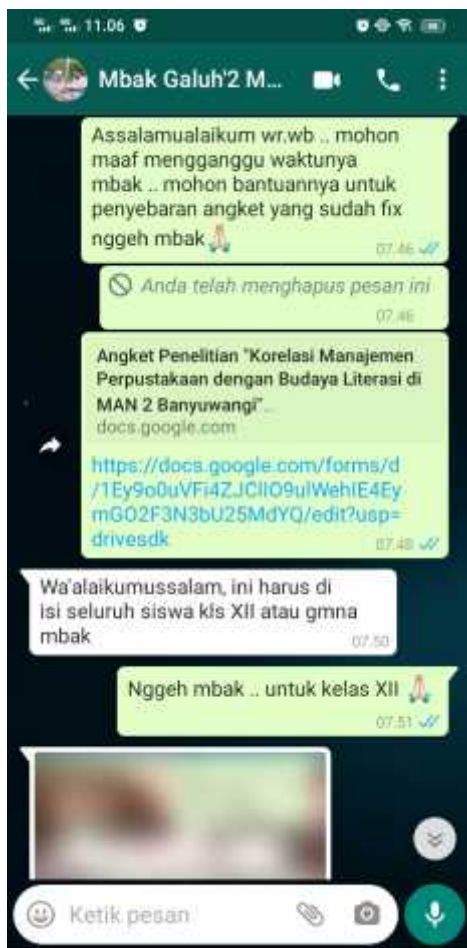 11.06
Mbak Galuh'2 M...
Assalamualaikum wr.wb .. mohon
maaf mengganggu waktunya
mbak .. mohon bantuannya untuk
penyebaran angket yang sudah fix
nggeh mbak
07.46
Anda telah menghapus pesan ini
07.46
Angket Penelitian "Korelasi Manajemen
Perpustakaan dengan Budaya Literasi di
MAN 2 Banyuwangi"..
docs.google.com
https://docs.google.com/forms/d
/1Ey9o0uVFi4ZJCIIO9ulWehIE4Ey
mGO2F3N3bU25MdYQ/edit?usp=
drivesdk
07.48
Wa'alaikumussalam, ini harus di
isi seluruh siswa kls XII atau gmna
mbak
07.50
Nggeh mbak .. untuk kelas XII
07.51
Ketik pesan